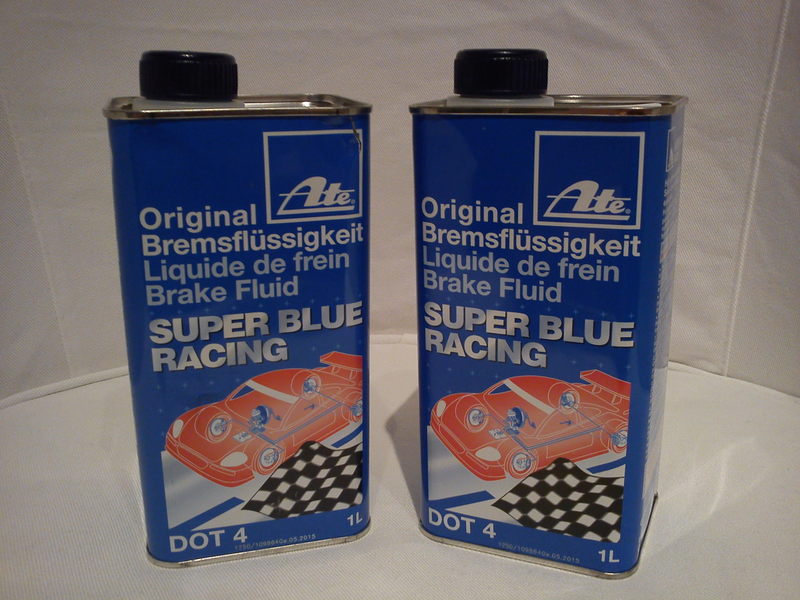 Ate
Original
Bremsflüssigkeit
Liquide de frein
Brake Fluid
SUPER BLUE
RACING
DOT 4
1L
Ate
Original
Bremsflüssigkeit
Liquide de frein
Brake Fluid
SUPER BLUE
RACING
DOT 4
1L